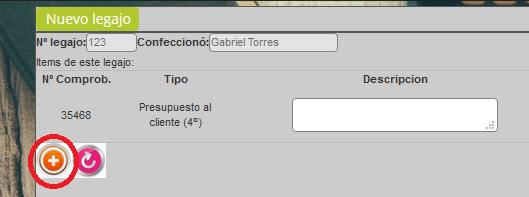 Nuevo legajo
Nº legajo: 123 Confeccionó: Gabriel Torres
Items de este legajo:
Nº Comprob. Tipo Descripcion
35468 Presupuesto al
cliente (4º)